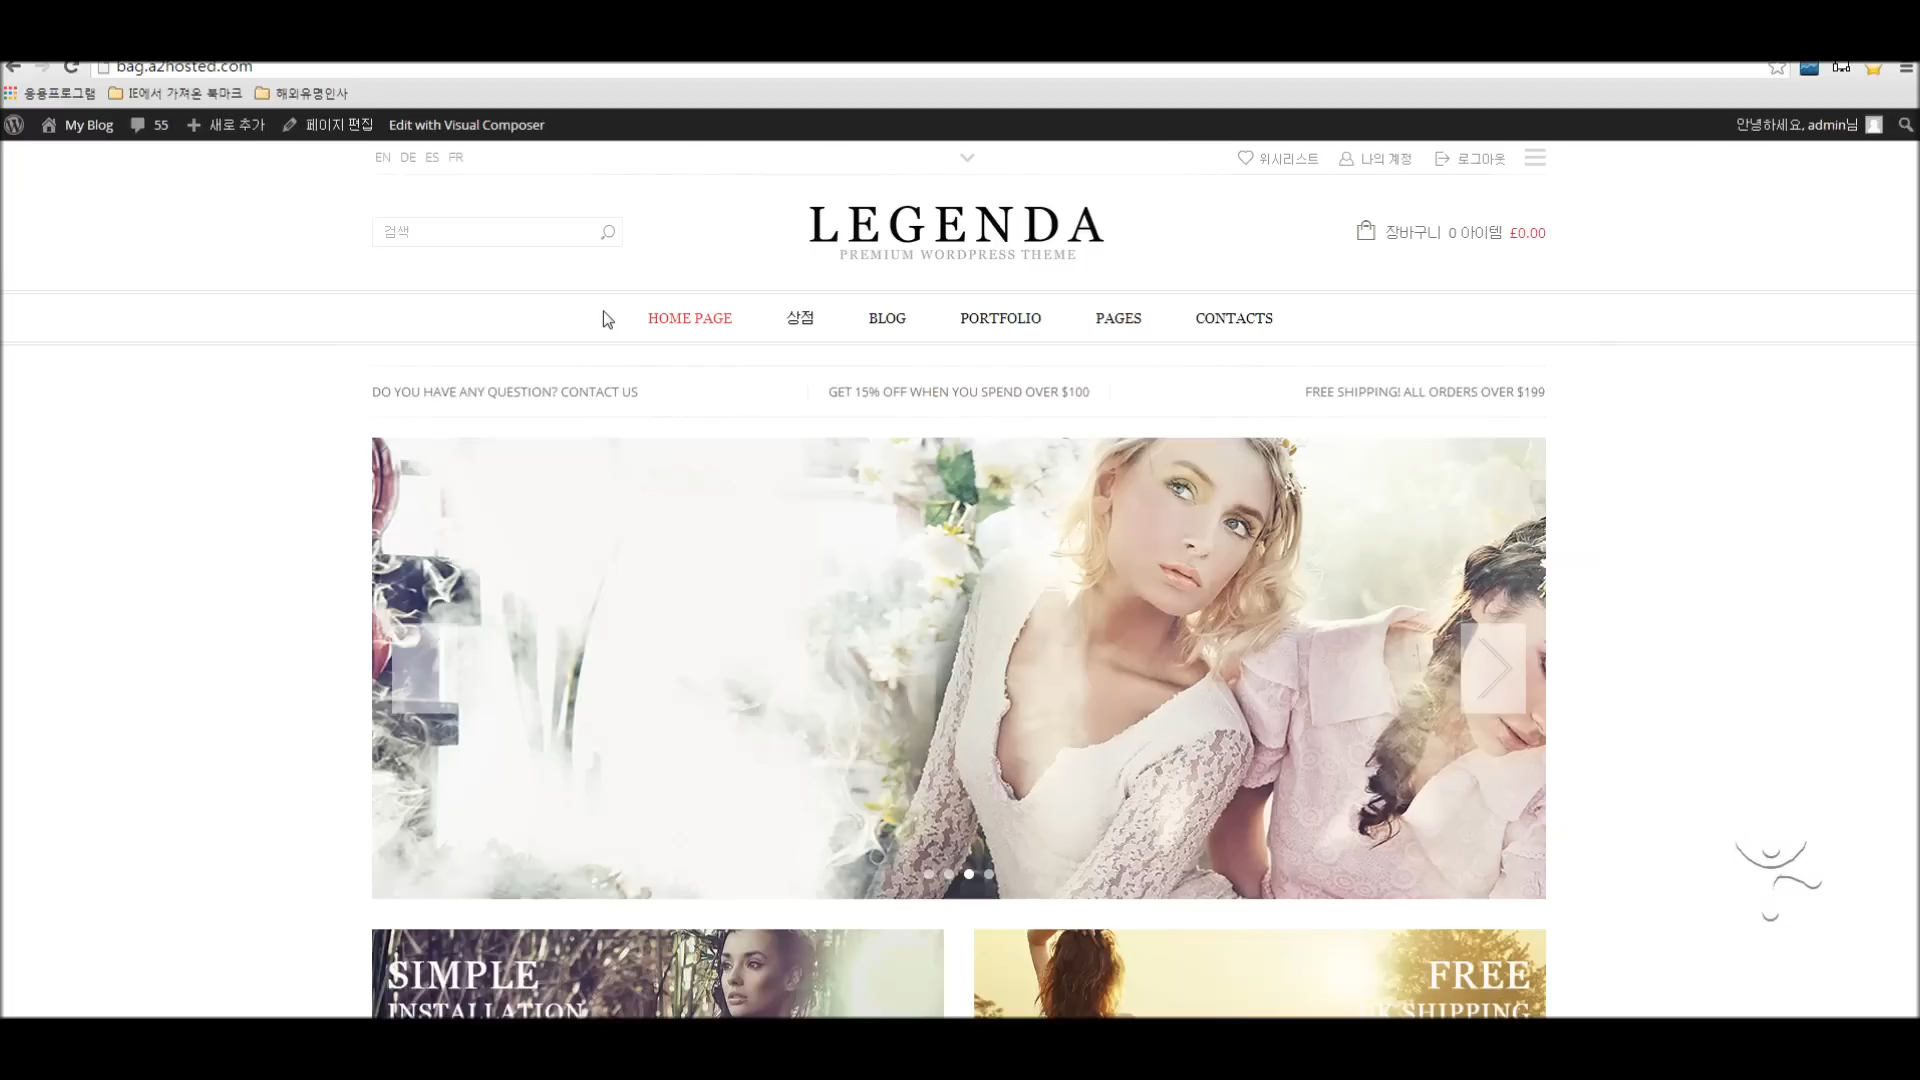 bag.a2hosted.com
응용프로그램 IE에서 가져온 북마크 해외유명인사
My Blog 55 새로 추가 페이지 편집 Edit with Visual Composer 안녕하세요, admin님
EN DE ES FR 위시리스트 나의 계정 로그아웃
검색
LEGENDA
PREMIUM WORDPRESS THEME
장바구니 0 아이템 £0.00
HOME PAGE 상점 BLOG PORTFOLIO PAGES CONTACTS
DO YOU HAVE ANY QUESTION? CONTACT US GET 15% OFF WHEN YOU SPEND OVER $100 FREE SHIPPING! ALL ORDERS OVER $199
SIMPLE
INSTALLATION
FREE
SHIPPING